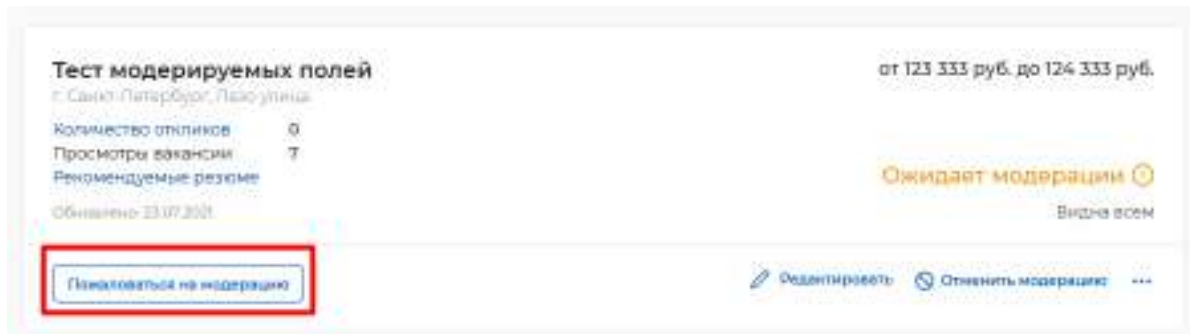 Тест модерируемых полей
от 123 333 руб. до 124 333 руб.
г. Санкт-Петербург, Лазо улица
Количество откликов 0
Просмотры вакансии 7
Рекомендуемые резюме
Ожидает модерации
Обновлено 23.07.2021
Видна всем
Пожаловаться на модерацию
Редактировать
Отменить модерацию